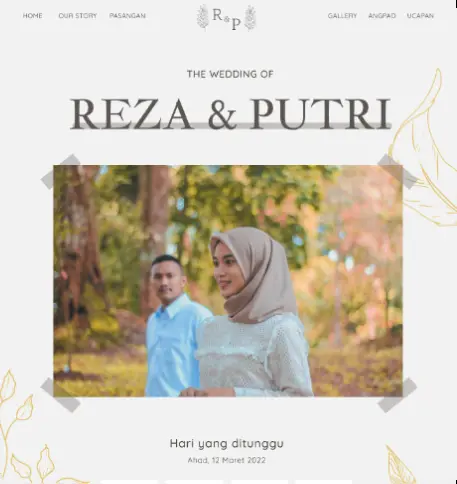 HOME OUR STORY PASANGAN R & P GALLERY ANGPAO UCAPAN
THE WEDDING OF
REZA & PUTRI
Hari yang ditunggu
Ahad, 12 Maret 2022